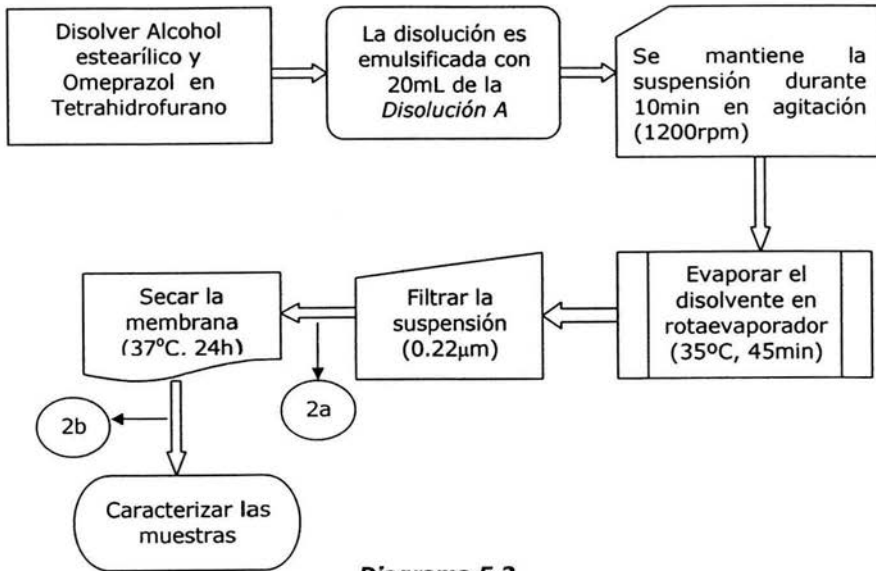 Disolver Alcohol
estearílico y
Omeprazol en
Tetrahidrofurano
La disolución es
emulsificada con
20mL de la
Disolución A
Se mantiene la
suspensión durante
10min en agitación
(1200rpm)
Evaporar el
disolvente en
rotaevaporador
(35ºC, 45min)
Filtrar la
suspensión
(0.22µm)
Secar la
membrana
(37°C. 24h)
2a
2b
Caracterizar las
muestras